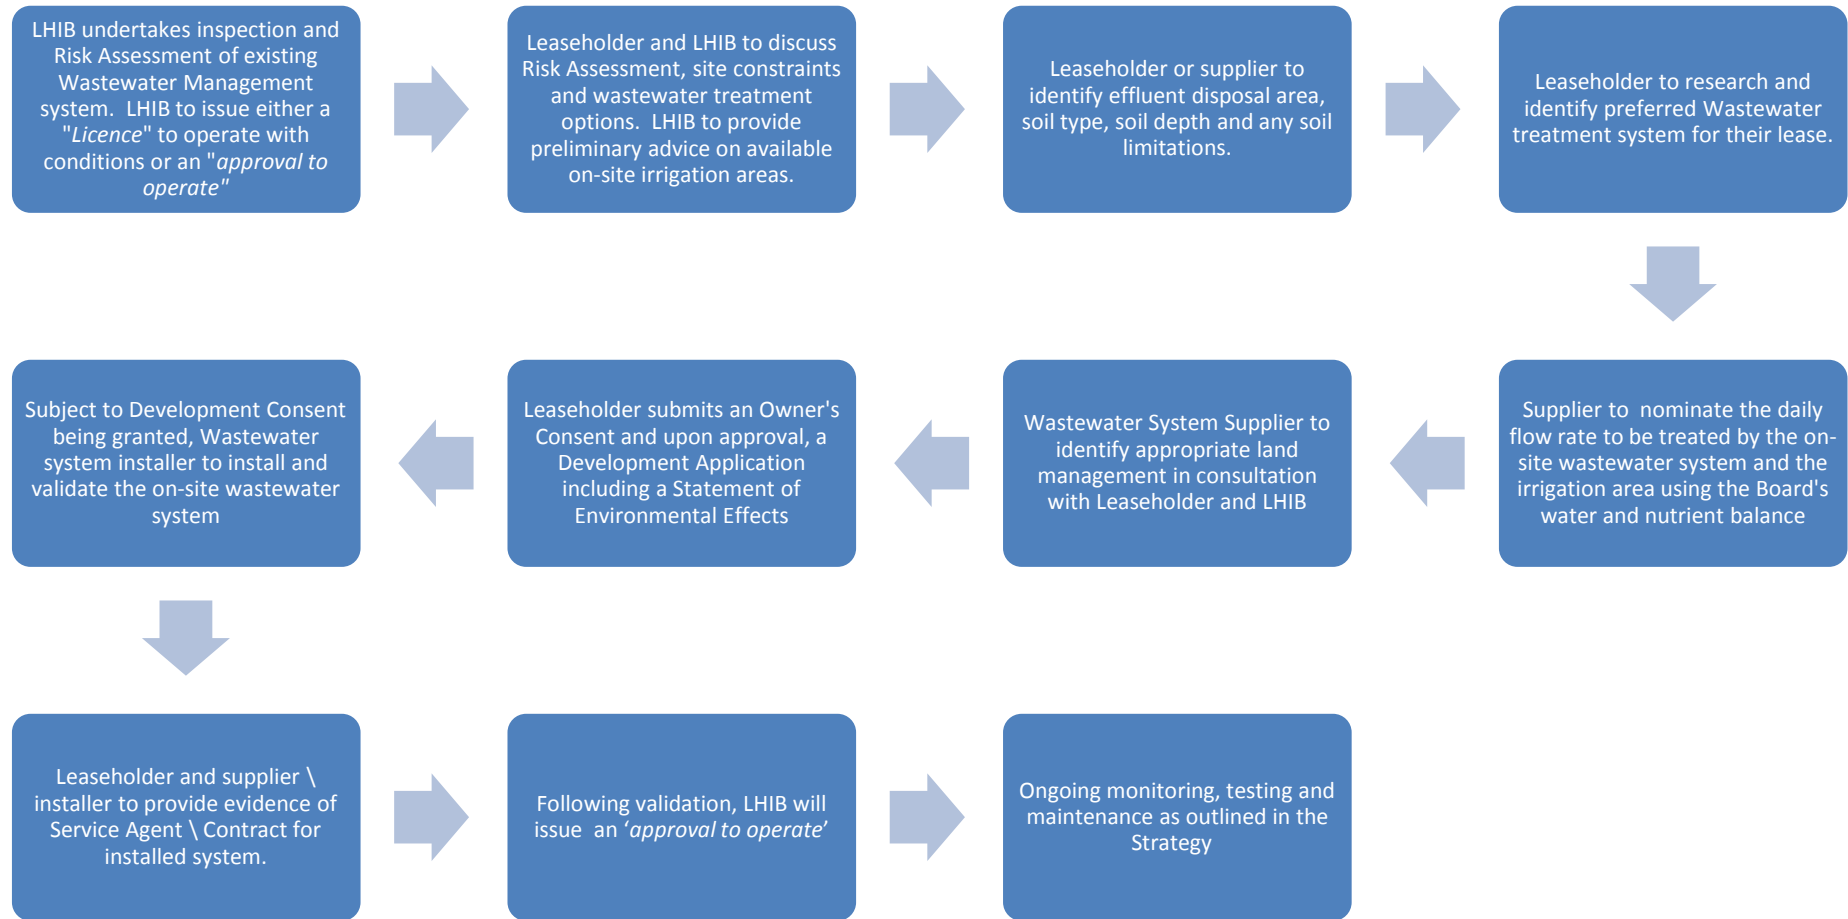 LHIB undertakes inspection and
Risk Assessment of existing
Wastewater Management
system.  LHIB to issue either a
"Licence" to operate with
conditions or an "approval to
operate"
Leaseholder and LHIB to discuss
Risk Assessment, site constraints
and wastewater treatment
options.  LHIB to provide
preliminary advice on available
on-site irrigation areas.
Leaseholder or supplier to
identify effluent disposal area,
soil type, soil depth and any soil
limitations.
Leaseholder to research and
identify preferred Wastewater
treatment system for their lease.
Supplier to  nominate the daily
flow rate to be treated by the on-
site wastewater system and the
irrigation area using the Board's
water and nutrient balance
Wastewater System Supplier to
identify appropriate land
management in consultation
with Leaseholder and LHIB
Leaseholder submits an Owner's
Consent and upon approval, a
Development Application
including a Statement of
Environmental Effects
Subject to Development Consent
being granted, Wastewater
system installer to install and
validate the on-site wastewater
system
Leaseholder and supplier \
installer to provide evidence of
Service Agent \ Contract for
installed system.
Following validation, LHIB will
issue  an ‘approval to operate’
Ongoing monitoring, testing and
maintenance as outlined in the
Strategy